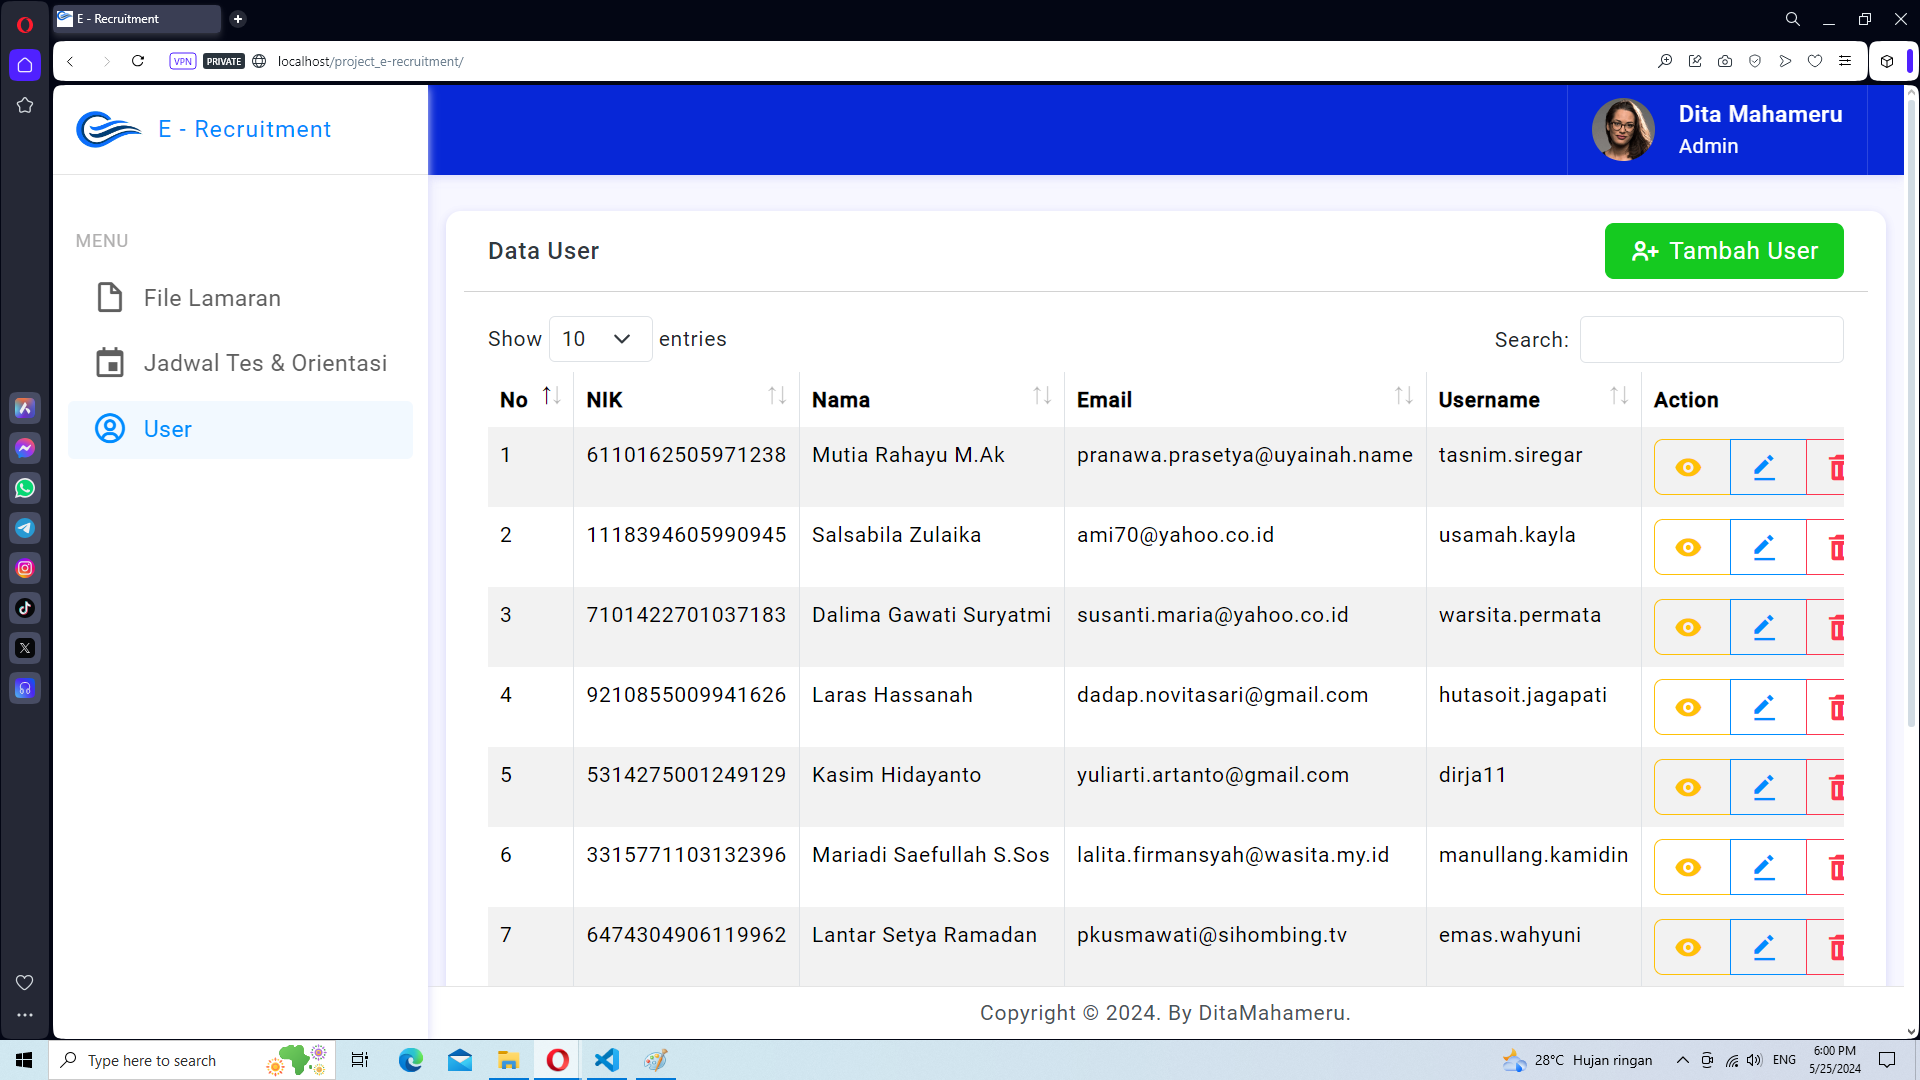 E - Recruitment
VPN PRIVATE localhost/project_e-recruitment/
E - Recruitment
Dita Mahameru
Admin
MENU
File Lamaran
Jadwal Tes & Orientasi
User
Data User
Tambah User
Show 10 entries
Search:
No NIK Nama Email Username Action
1 6110162505971238 Mutia Rahayu M.Ak pranawa.prasetya@uyainah.name tasnim.siregar
2 1118394605990945 Salsabila Zulaika ami70@yahoo.co.id usamah.kayla
3 7101422701037183 Dalima Gawati Suryatmi susanti.maria@yahoo.co.id warsita.permata
4 9210855009941626 Laras Hassanah dadap.novitasari@gmail.com hutasoit.jagapati
5 5314275001249129 Kasim Hidayanto yuliarti.artanto@gmail.com dirja11
6 3315771103132396 Mariadi Saefullah S.Sos lalita.firmansyah@wasita.my.id manullang.kamidin
7 6474304906119962 Lantar Setya Ramadan pkusmawati@sihombing.tv emas.wahyuni
Copyright © 2024. By DitaMahameru.
Type here to search
28°C Hujan ringan
ENG
6:00 PM
5/25/2024